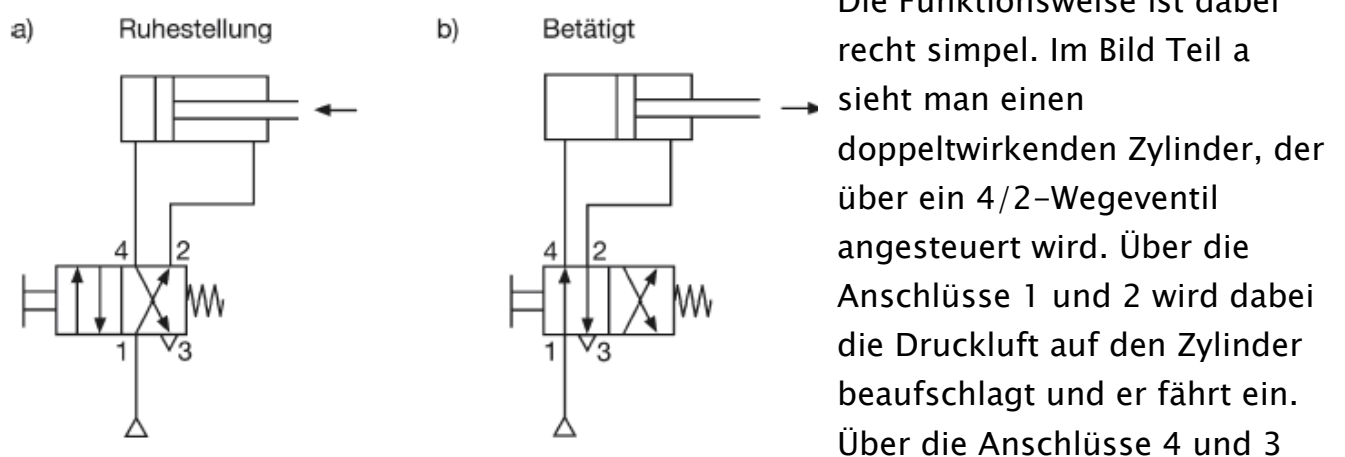 a) Ruhestellung
b) Betätigt
4 2
1 3
4 2
1 3
Die Funktionsweise ist dabei
recht simpel. Im Bild Teil a
sieht man einen
doppeltwirkenden Zylinder, der
über ein 4/2-Wegeventil
angesteuert wird. Über die
Anschlüsse 1 und 2 wird dabei
die Druckluft auf den Zylinder
beaufschlagt und er fährt ein.
Über die Anschlüsse 4 und 3